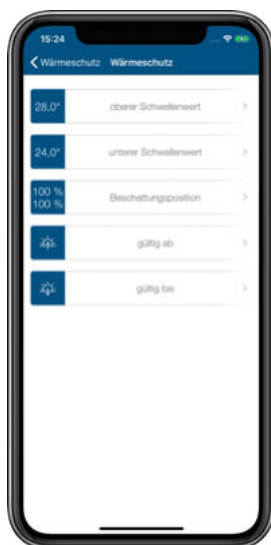 15:24
Wärmeschutz Wärmeschutz
28,0° oberer Schwellenwert
24,0° unterer Schwellenwert
100 %
100 % Beschattungsposition
gültig ab
gültig bis